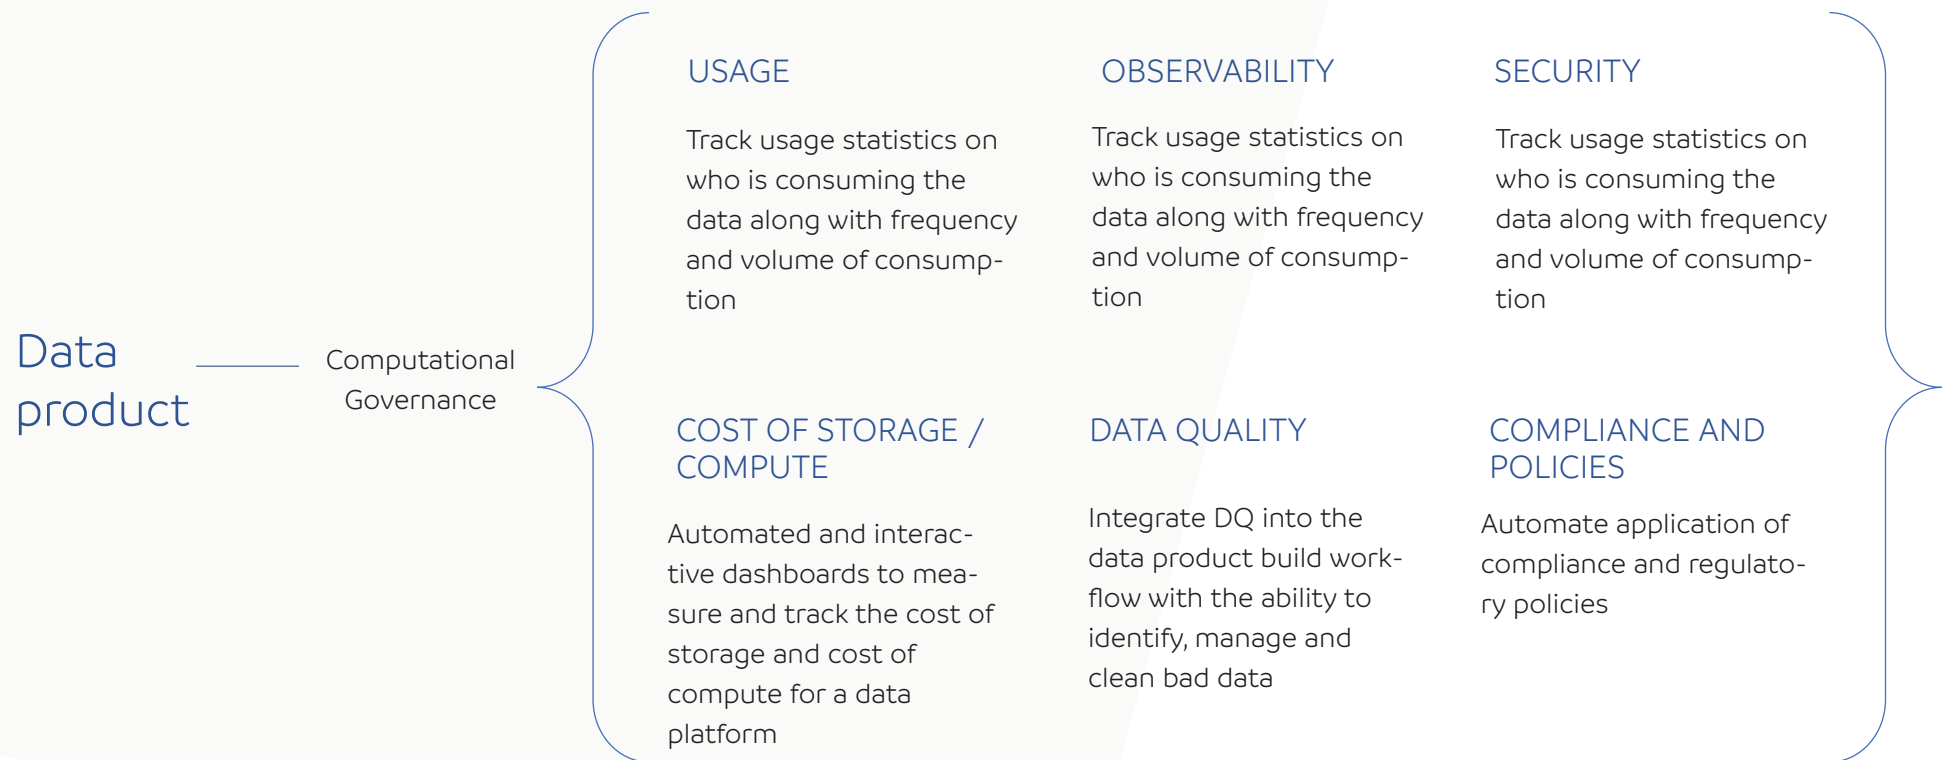 Data
product
Computational
Governance
USAGE
Track usage statistics on
who is consuming the
data along with frequency
and volume of consump-
tion
OBSERVABILITY
Track usage statistics on
who is consuming the
data along with frequency
and volume of consump-
tion
SECURITY
Track usage statistics on
who is consuming the
data along with frequency
and volume of consump-
tion
COST OF STORAGE /
COMPUTE
Automated and interac-
tive dashboards to mea-
sure and track the cost of
storage and cost of
compute for a data
platform
DATA QUALITY
Integrate DQ into the
data product build work-
flow with the ability to
identify, manage and
clean bad data
COMPLIANCE AND
POLICIES
Automate application of
compliance and regulato-
ry policies